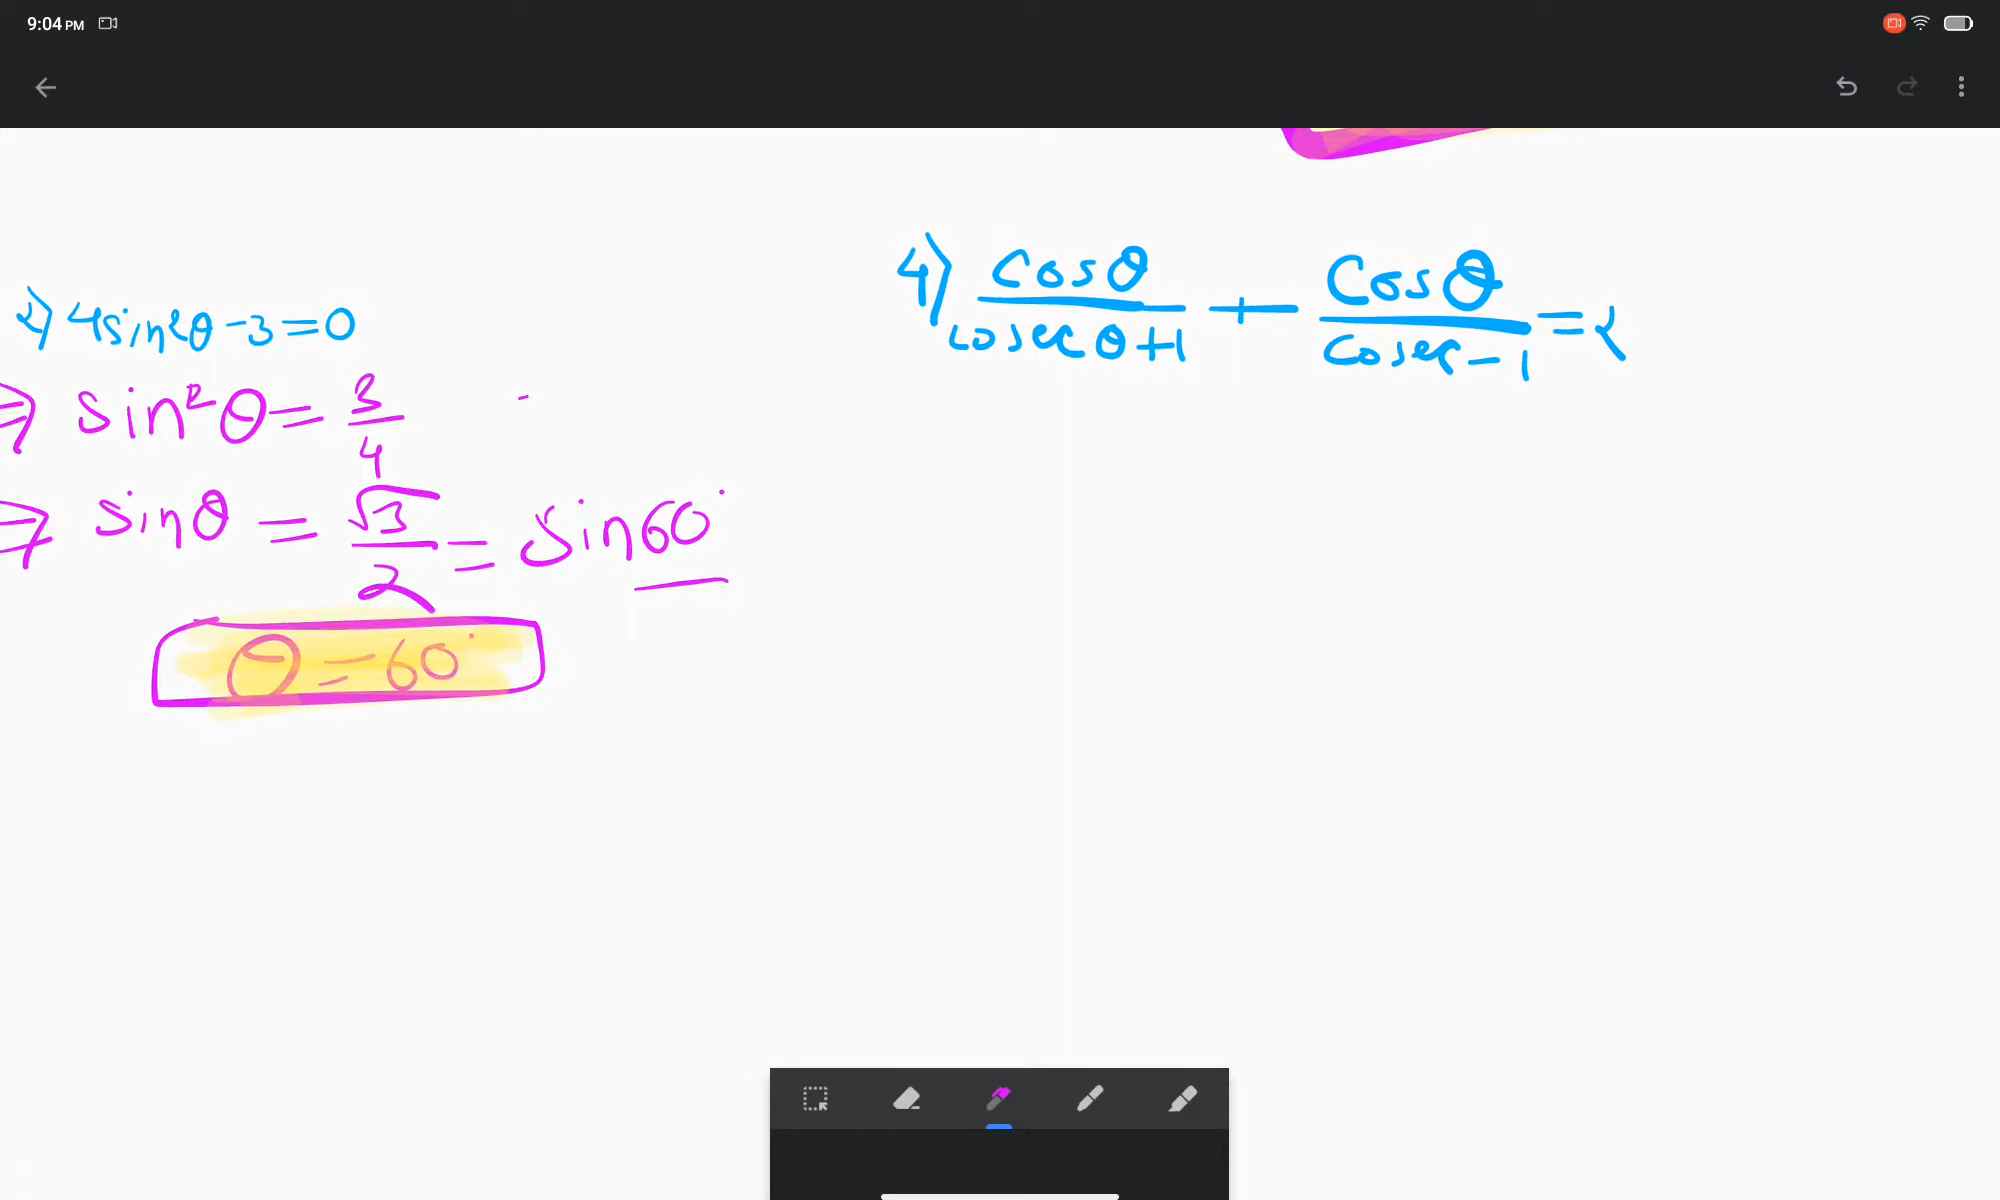 9:04 PM
2) 4sin²θ-3=0
⇒ sin²θ = 3/4
⇒ sinθ = √3/2 = sin60°
θ = 60°
4) cosθ/cosecθ+1 + cosθ/cosec-1 = 2